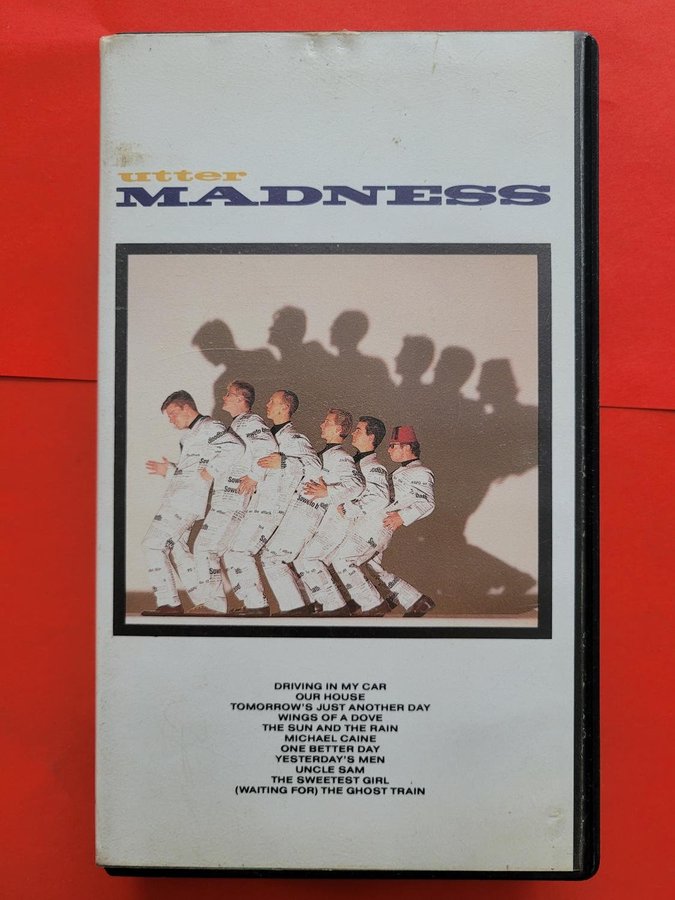 utter
MADNESS
DRIVING IN MY CAR
OUR HOUSE
TOMORROW'S JUST ANOTHER DAY
WINGS OF A DOVE
THE SUN AND THE RAIN
MICHAEL CAINE
ONE BETTER DAY
YESTERDAY'S MEN
UNCLE SAM
THE SWEETEST GIRL
(WAITING FOR) THE GHOST TRAIN